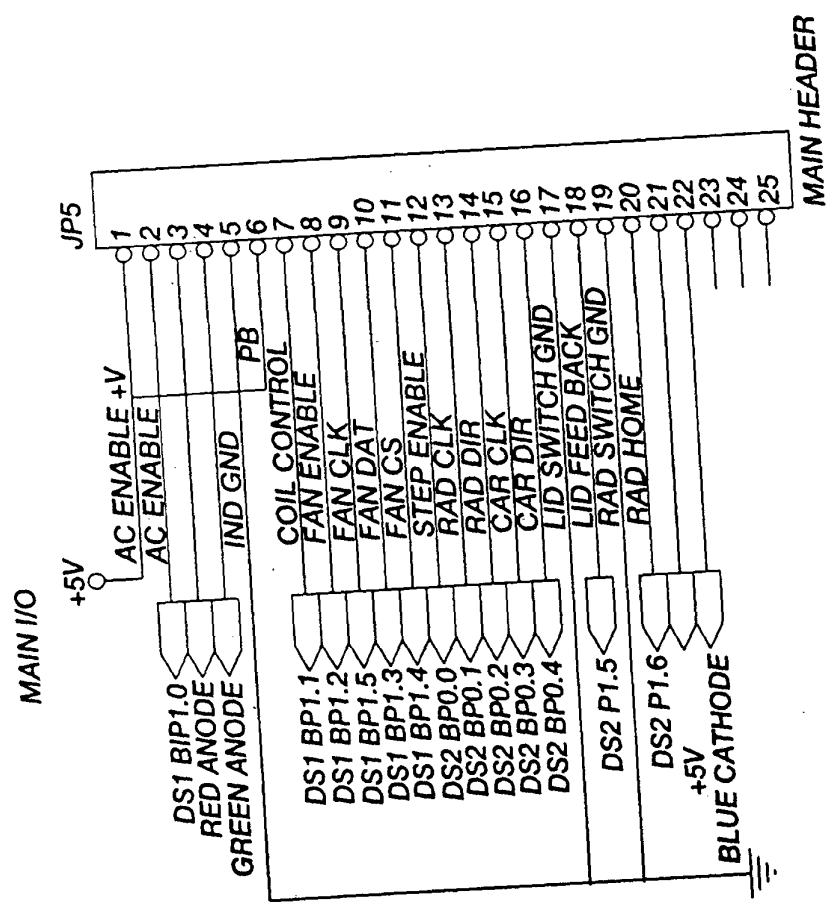 MAIN I/O
JP5
MAIN HEADER
+5V
AC ENABLE +V
AC ENABLE
IND GND
PB
COIL CONTROL
FAN ENABLE
FAN CLK
FAN DAT
FAN CS
STEP ENABLE
RAD CLK
RAD DIR
CAR CLK
CAR DIR
LID SWITCH GND
LID FEED BACK
RAD SWITCH GND
RAD HOME
1
2
3
4
5
6
7
8
9
10
11
12
13
14
15
16
17
18
19
20
21
22
23
24
25
DS1 BIP1.0
RED ANODE
GREEN ANODE
DS1 BP1.1
DS1 BP1.2
DS1 BP1.5
DS1 BP1.3
DS1 BP1.4
DS2 BP0.0
DS2 BP0.1
DS2 BP0.2
DS2 BP0.3
DS2 BP0.4
DS2 P1.5
DS2 P1.6
+5V
BLUE CATHODE